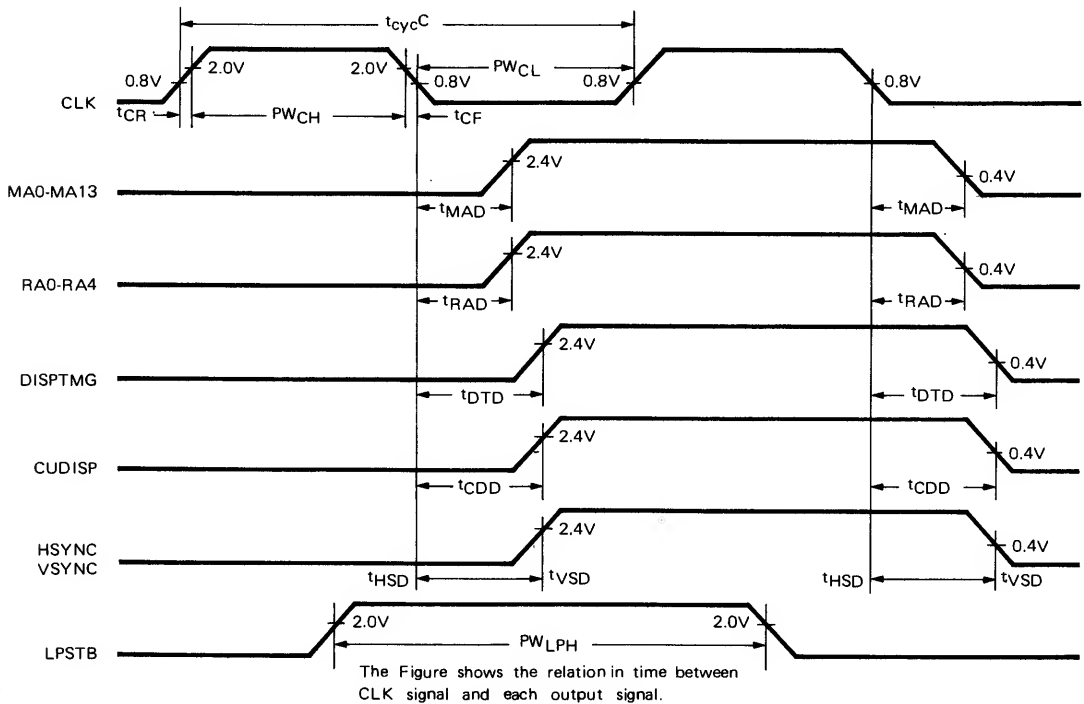 tcycC
0.8V 2.0V 2.0V 0.8V PWCL 0.8V 0.8V
CLK
tCR PWCH tCF
MA0-MA13 2.4V 0.4V
tMAD tMAD
RA0-RA4 2.4V 0.4V
tRAD tRAD
DISPTMG 2.4V 0.4V
tDTD tDTD
CUDISP 2.4V 0.4V
tCDD tCDD
HSYNC 2.4V 0.4V
VSYNC
tHSD tVSD tHSD tVSD
LPSTB 2.0V 2.0V
PWLPH
The Figure shows the relation in time between
CLK signal and each output signal.